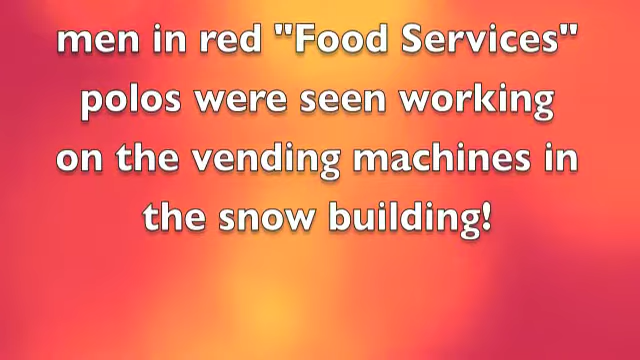 men in red "Food Services"
polos were seen working
on the vending machines in
the snow building!